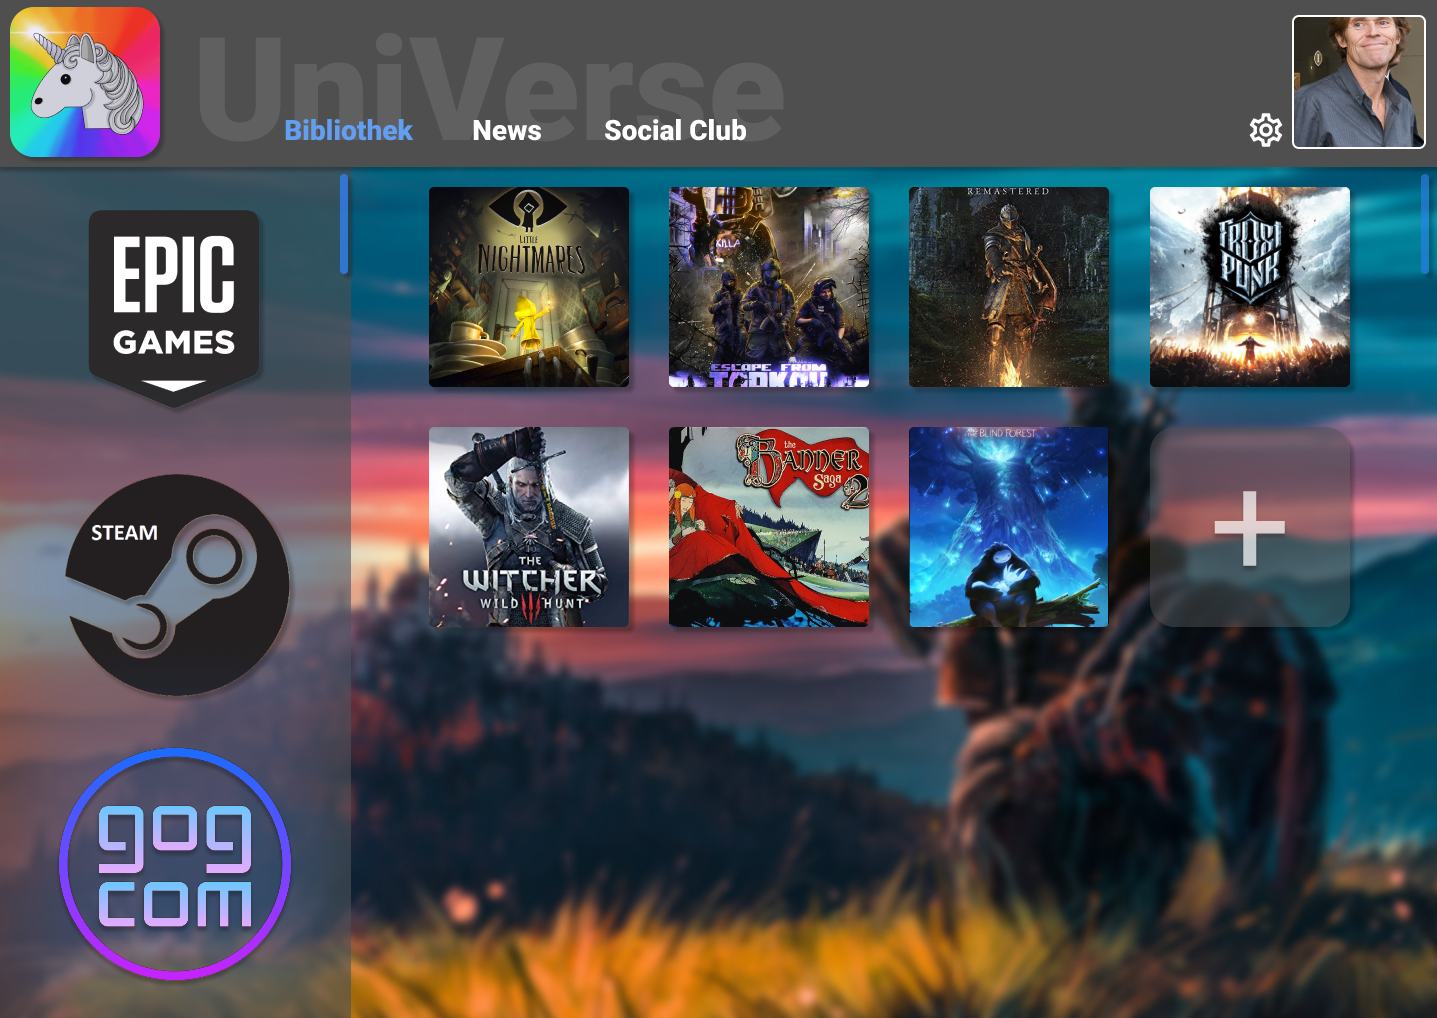 UniVerse
Bibliothek
News
Social Club
EPIC
GAMES
STEAM
gog
com
LITTLE
NIGHTMARES
KILLA
ESCAPE FROM
TARKOV
REMASTERED
FROST
PUNK
THE
WITCHER
WILD HUNT
the
BANNER
Saga
2
THE BLIND FOREST